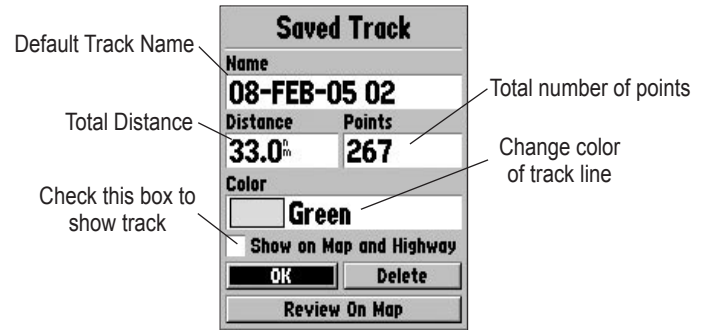 Saved Track
Default Track Name
Name
08-FEB-05 02
Total number of points
Total Distance
Distance Points
33.0nm 267
Change color
of track line
Color
Green
Check this box to
show track
Show on Map and Highway
OK Delete
Review On Map